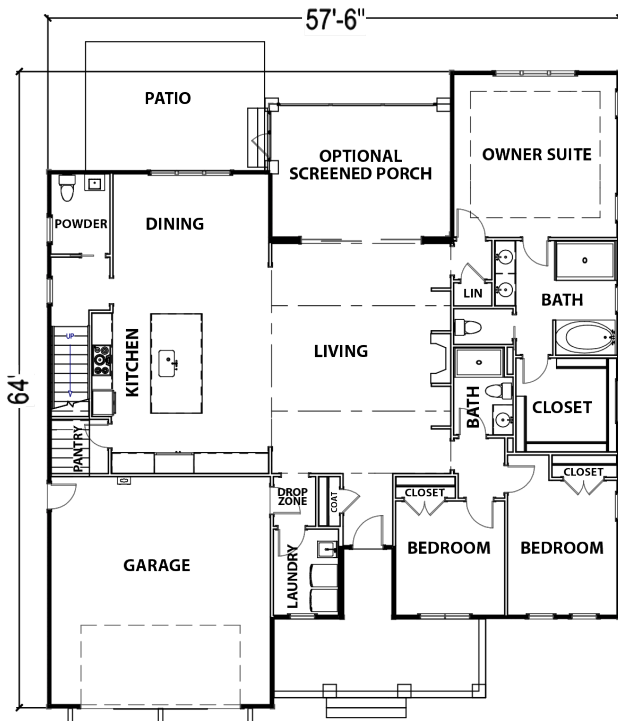 57'-6"
PATIO
OPTIONAL
SCREENED PORCH
OWNER SUITE
POWDER
DINING
LIN
BATH
UP
KITCHEN
LIVING
64'
BATH
CLOSET
PANTRY
CLOSET
DROP
ZONE
COAT
CLOSET
GARAGE
LAUNDRY
BEDROOM
BEDROOM